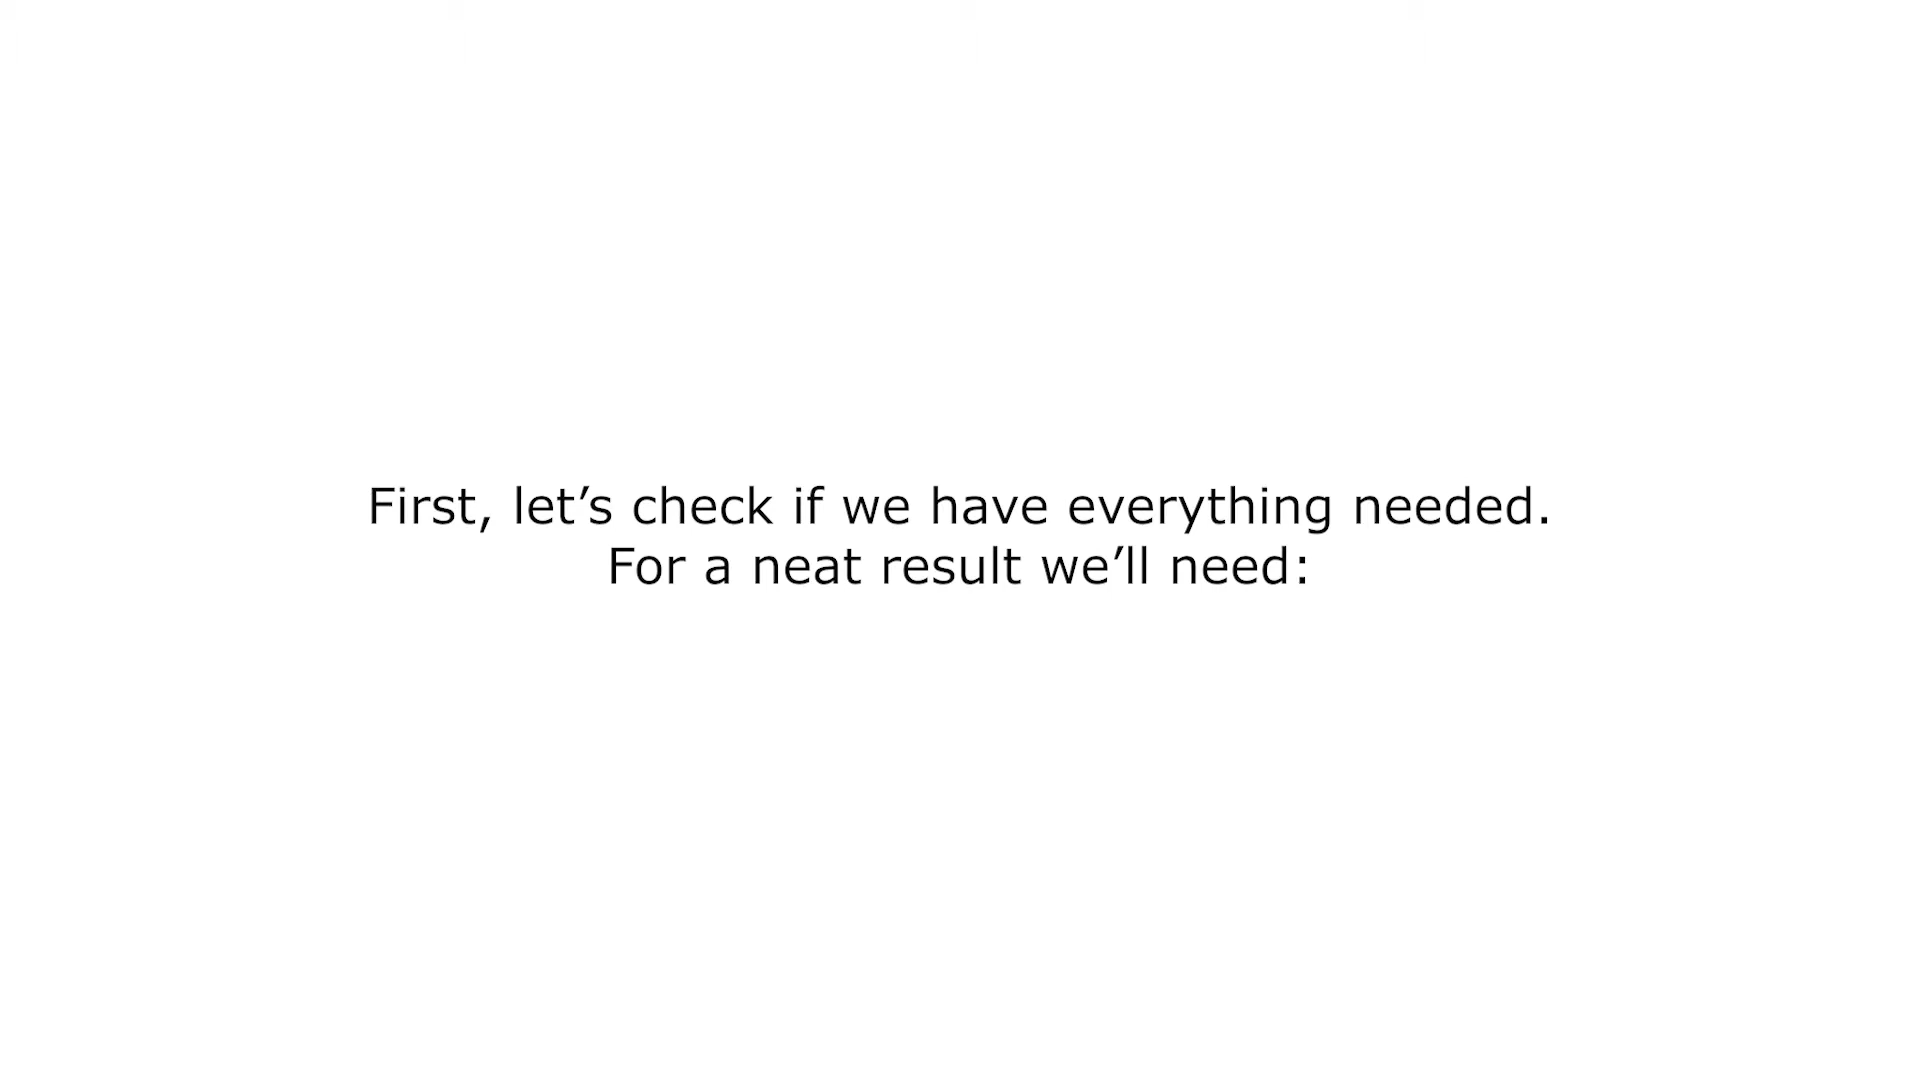 First, let’s check if we have everything needed.
For a neat result we’ll need: